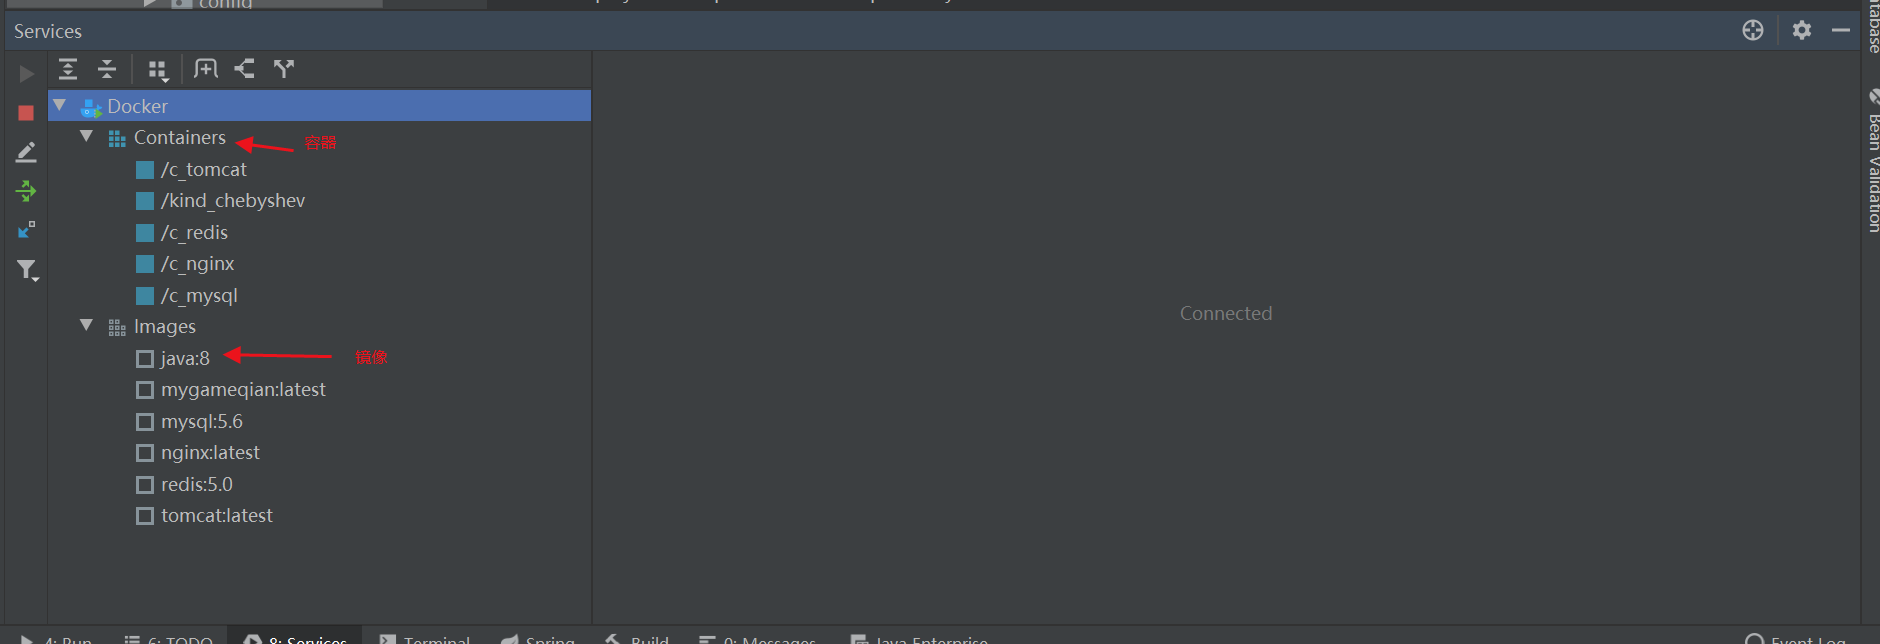 config
Services
Docker
Containers
容器
/c_tomcat
/kind_chebyshev
/c_redis
/c_nginx
/c_mysql
Images
java:8
镜像
mygameqian:latest
mysql:5.6
nginx:latest
redis:5.0
tomcat:latest
Connected
Bean Validation
4: Run
6: TODO
8: Services
Terminal
Spring
Build
0: Messages
Java Enterprise
Event Log